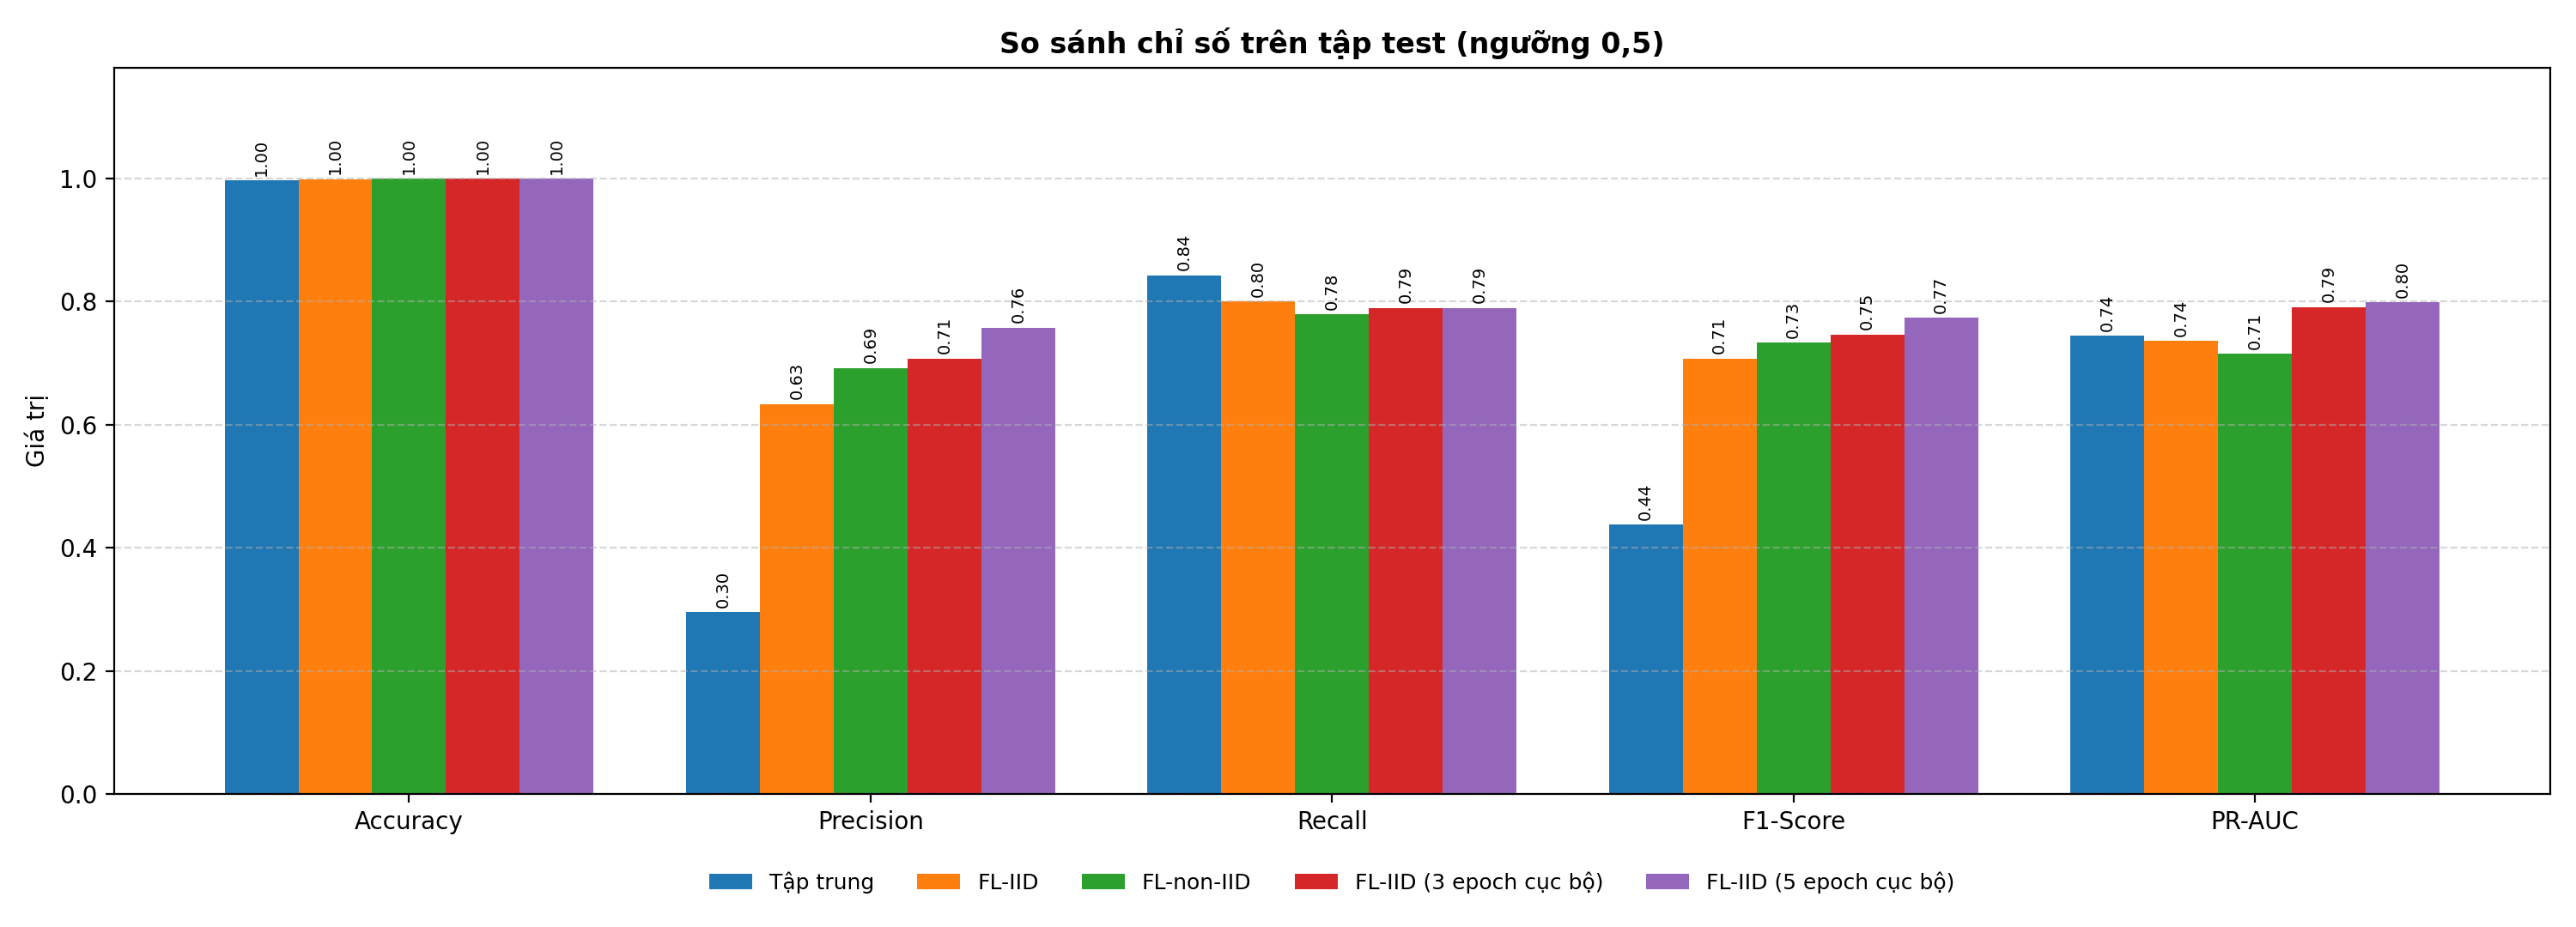 So sánh chỉ số trên tập test (ngưỡng 0,5)
Giá trị
1.0
0.8
0.6
0.4
0.2
0.0
1.00 1.00 1.00 1.00 1.00
0.30 0.63 0.69 0.71 0.76
0.84 0.80 0.78 0.79 0.79
0.44 0.71 0.73 0.75 0.77
0.74 0.74 0.71 0.79 0.80
Accuracy Precision Recall F1-Score PR-AUC
Tập trung FL-IID FL-non-IID FL-IID (3 epoch cục bộ) FL-IID (5 epoch cục bộ)